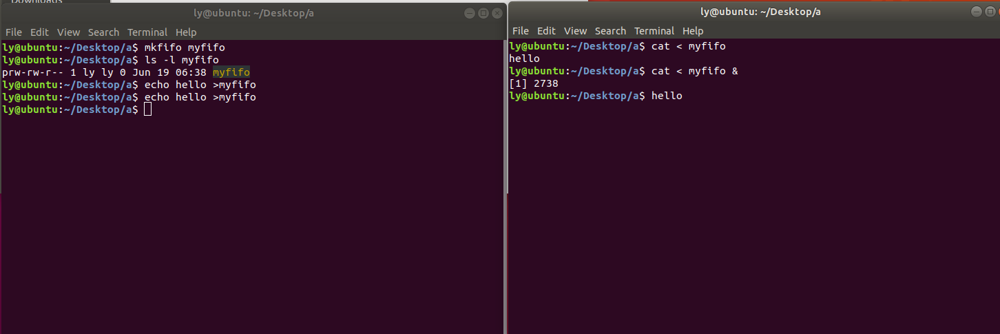 Downloads
ly@ubuntu: ~/Desktop/a
File Edit View Search Terminal Help
ly@ubuntu:~/Desktop/a$ mkfifo myfifo
ly@ubuntu:~/Desktop/a$ ls -l myfifo
prw-rw-r-- 1 ly ly 0 Jun 19 06:38 myfifo
ly@ubuntu:~/Desktop/a$ echo hello >myfifo
ly@ubuntu:~/Desktop/a$ echo hello >myfifo
ly@ubuntu:~/Desktop/a$
ly@ubuntu: ~/Desktop/a
File Edit View Search Terminal Help
ly@ubuntu:~/Desktop/a$ cat < myfifo
hello
ly@ubuntu:~/Desktop/a$ cat < myfifo &
[1] 2738
ly@ubuntu:~/Desktop/a$ hello